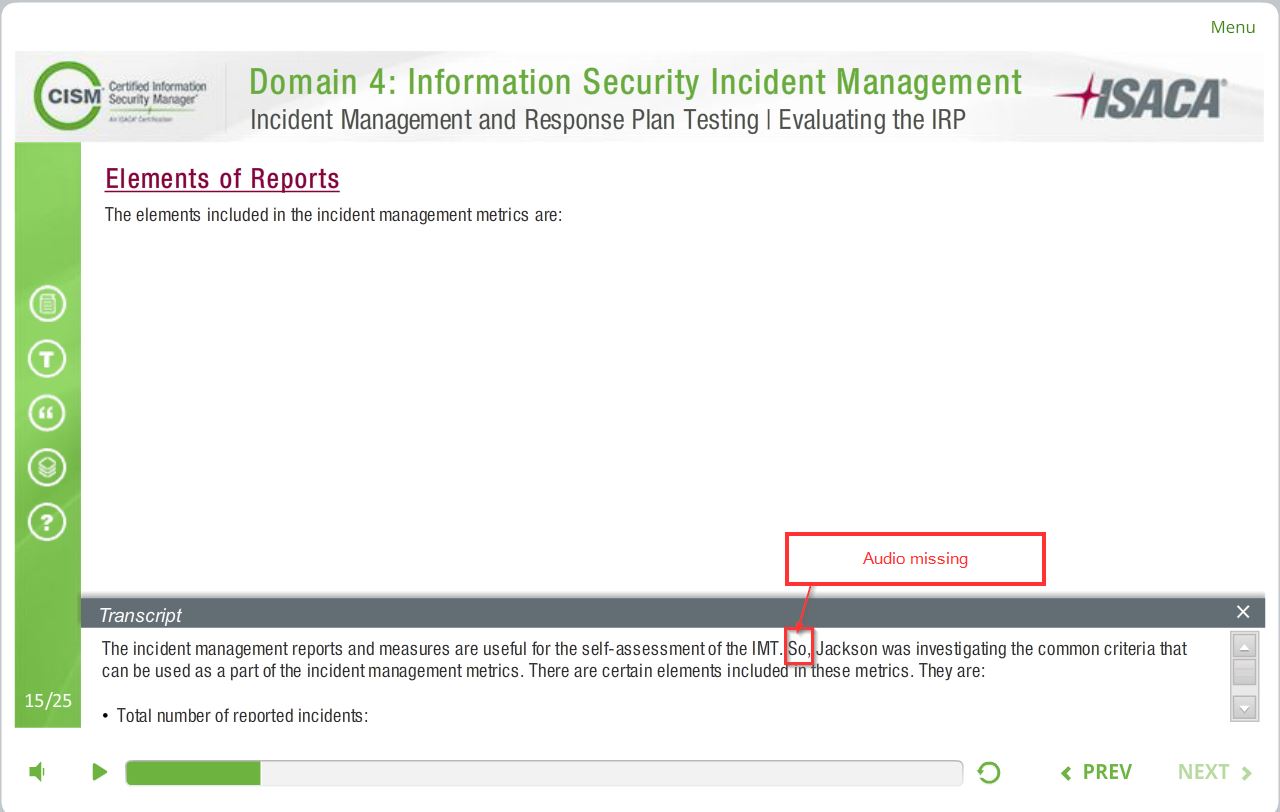 Menu
CISM
Certified Information
Security Manager®
An ISACA® Certification
Domain 4: Information Security Incident Management
Incident Management and Response Plan Testing | Evaluating the IRP
ISACA®
Elements of Reports
The elements included in the incident management metrics are:
T
“
?
Audio missing
Transcript
The incident management reports and measures are useful for the self-assessment of the IMT. So, Jackson was investigating the common criteria that
can be used as a part of the incident management metrics. There are certain elements included in these metrics. They are:
• Total number of reported incidents:
15/25
PREV
NEXT